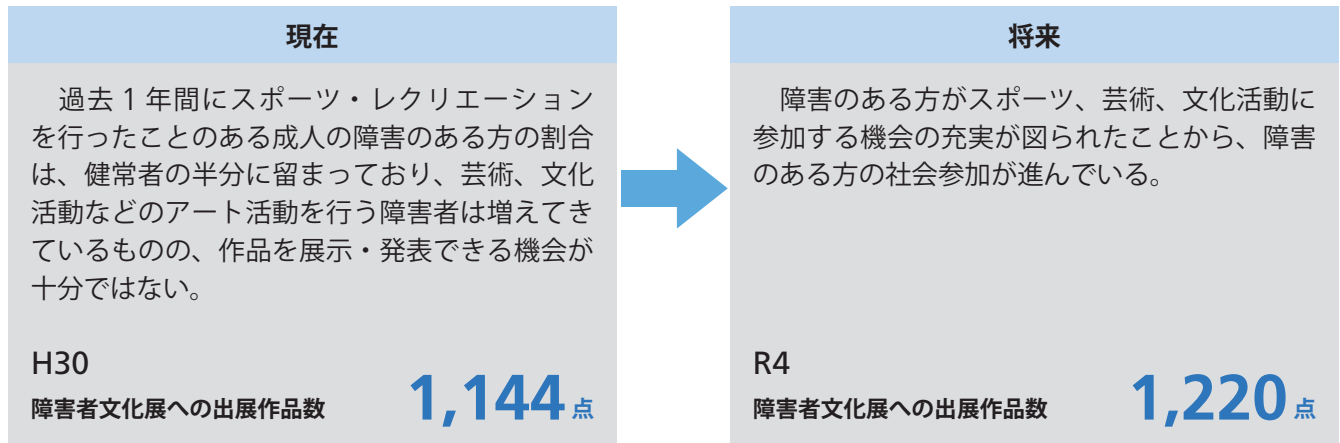 現在
過去1年間にスポーツ・レクリエーション
を行ったことのある成人の障害のある方の割合
は、健常者の半分に留まっており、芸術、文化
活動などのアート活動を行う障害者は増えてき
ているものの、作品を展示・発表できる機会が
十分ではない。
H30
障害者文化展への出展作品数 1,144点
将来
障害のある方がスポーツ、芸術、文化活動に
参加する機会の充実が図られたことから、障害
のある方の社会参加が進んでいる。
R4
障害者文化展への出展作品数 1,220点